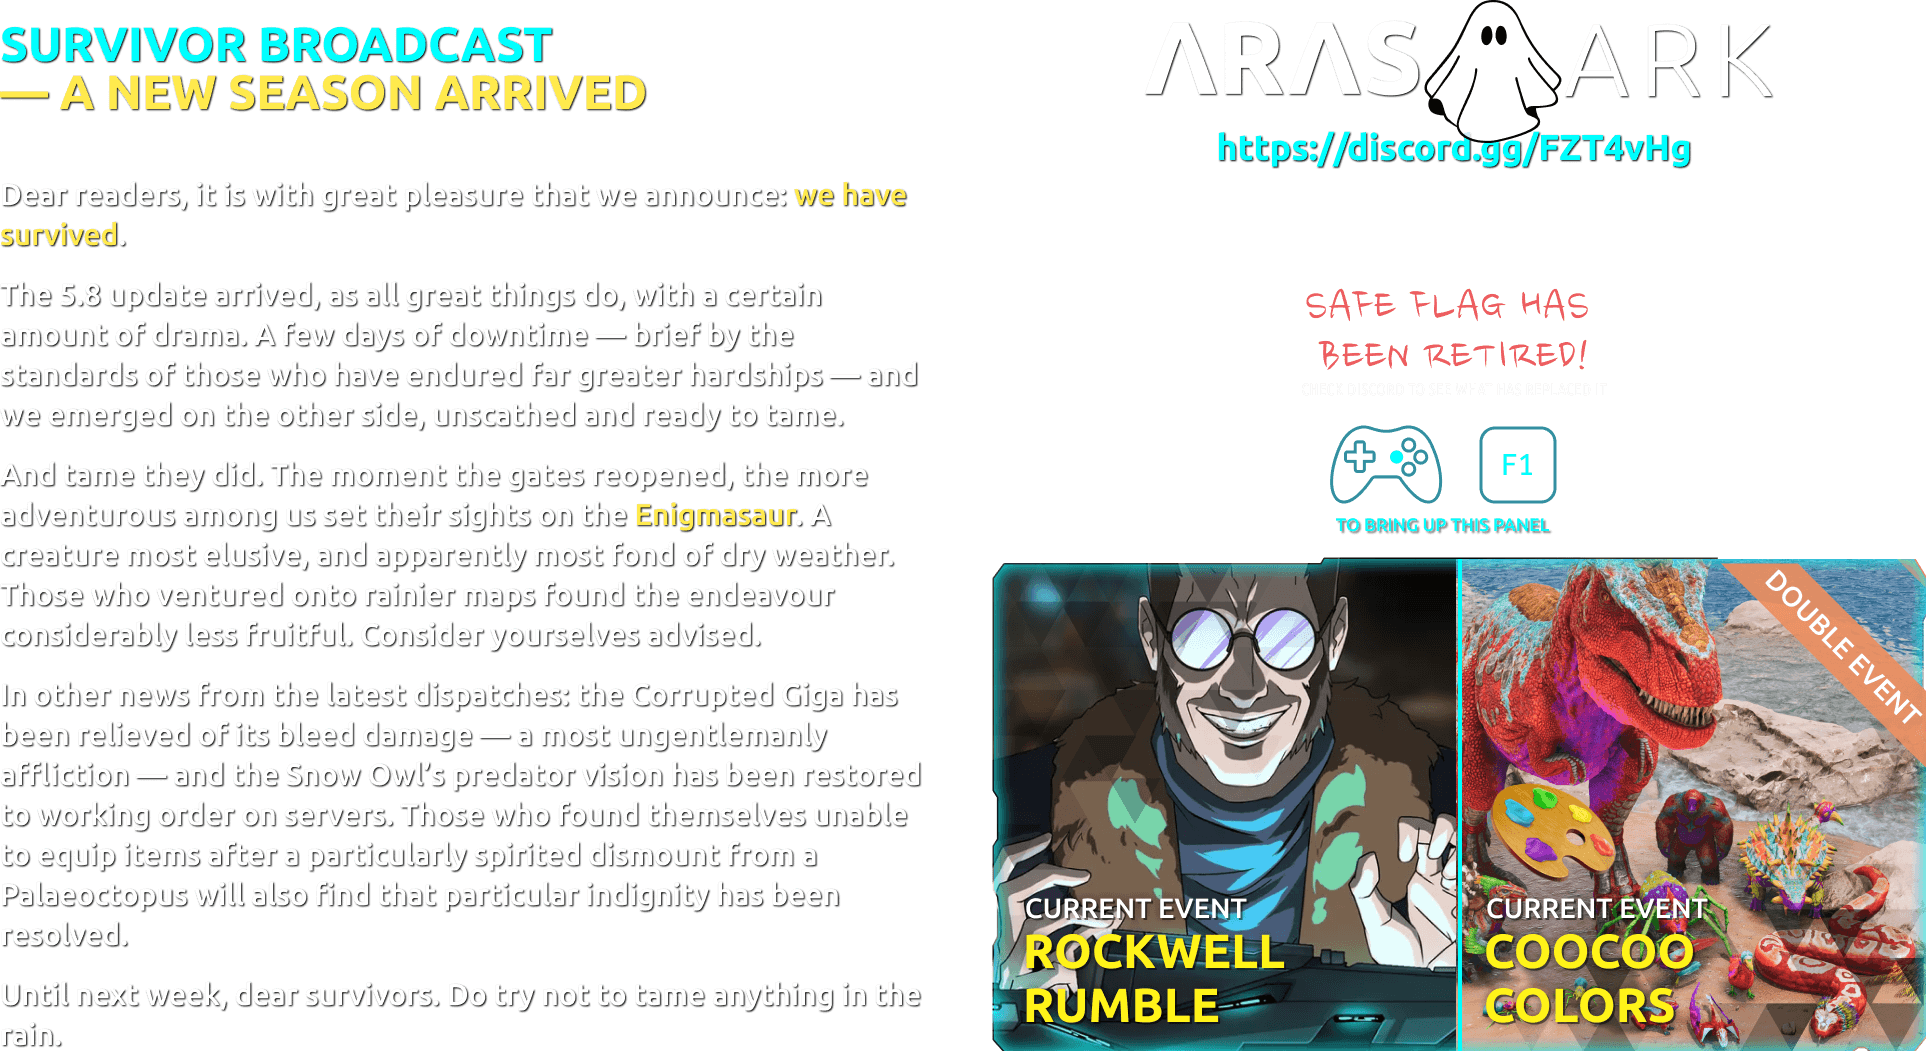 SURVIVOR BROADCAST
— A NEW SEASON ARRIVED
Dear readers, it is with great pleasure that we announce: we have
survived.
The 5.8 update arrived, as all great things do, with a certain
amount of drama. A few days of downtime — brief by the
standards of those who have endured far greater hardships — and
we emerged on the other side, unscathed and ready to tame.
And tame they did. The moment the gates reopened, the more
adventurous among us set their sights on the Enigmasaur. A
creature most elusive, and apparently most fond of dry weather.
Those who ventured onto rainier maps found the endeavour
considerably less fruitful. Consider yourselves advised.
In other news from the latest dispatches: the Corrupted Giga has
been relieved of its bleed damage — a most ungentlemanly
affliction — and the Snow Owl's predator vision has been restored
to working order on servers. Those who found themselves unable
to equip items after a particularly spirited dismount from a
Palaeoctopus will also find that particular indignity has been
resolved.
Until next week, dear survivors. Do try not to tame anything in the
rain.
ARAS ARK
https://discord.gg/FZT4vHg
SAFE FLAG HAS
BEEN RETIRED!
CHECK DISCORD TO SEE WHAT HAS REPLACED IT
F1
TO BRING UP THIS PANEL
CURRENT EVENT
ROCKWELL
RUMBLE
DOUBLE EVENT
CURRENT EVENT
COOCOO
COLORS